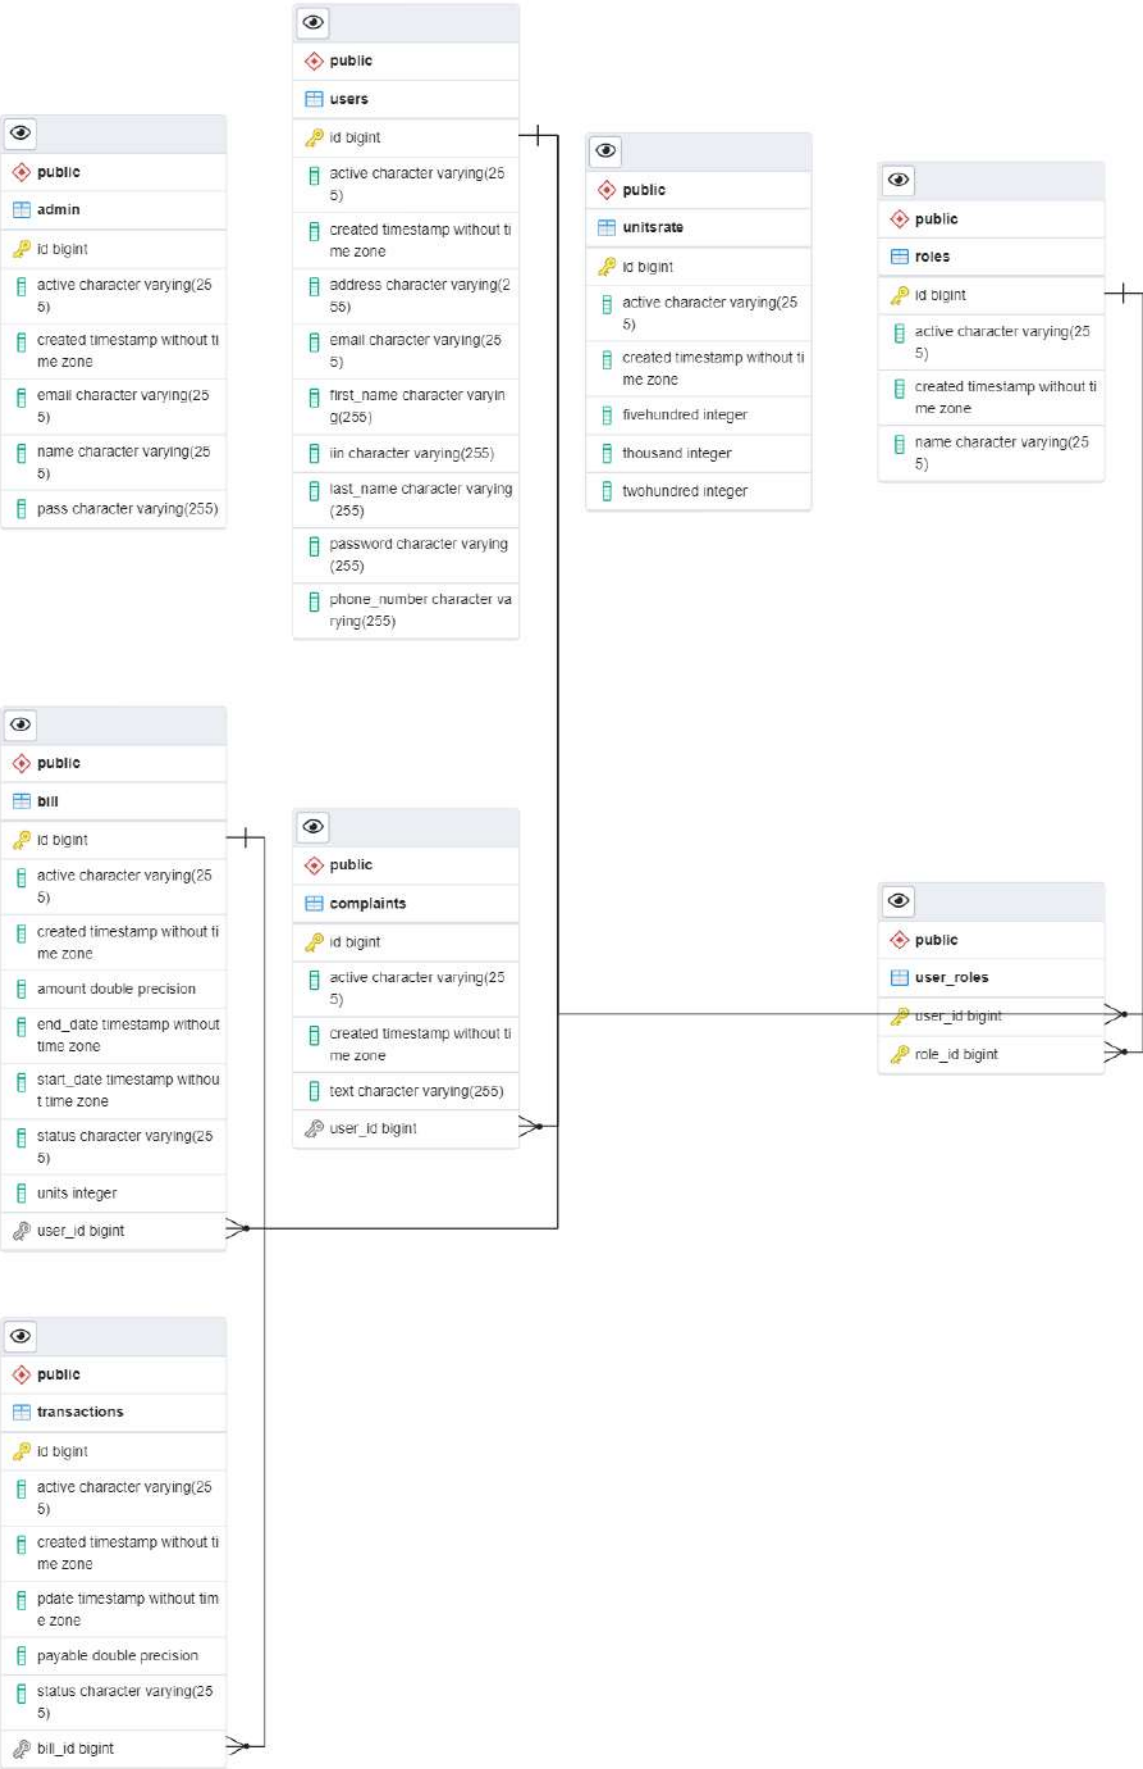 public
users
id bigint
active character varying(25
5)
created timestamp without ti
me zone
address character varying(2
55)
email character varying(25
5)
first_name character varyin
g(255)
iin character varying(255)
last_name character varying
(255)
password character varying
(255)
phone_number character va
rying(255)
public
admin
id bigint
active character varying(25
5)
created timestamp without ti
me zone
email character varying(25
5)
name character varying(25
5)
pass character varying(255)
public
unitsrate
id bigint
active character varying(25
5)
created timestamp without ti
me zone
fivehundred integer
thousand integer
twohundred integer
public
roles
id bigint
active character varying(25
5)
created timestamp without ti
me zone
name character varying(25
5)
public
bill
id bigint
active character varying(25
5)
created timestamp without ti
me zone
amount double precision
end_date timestamp without
time zone
start_date timestamp withou
t time zone
status character varying(25
5)
units integer
user_id bigint
public
complaints
id bigint
active character varying(25
5)
created timestamp without ti
me zone
text character varying(255)
user_id bigint
public
user_roles
user_id bigint
role_id bigint
public
transactions
id bigint
active character varying(25
5)
created timestamp without ti
me zone
pdate timestamp without tim
e zone
payable double precision
status character varying(25
5)
bill_id bigint